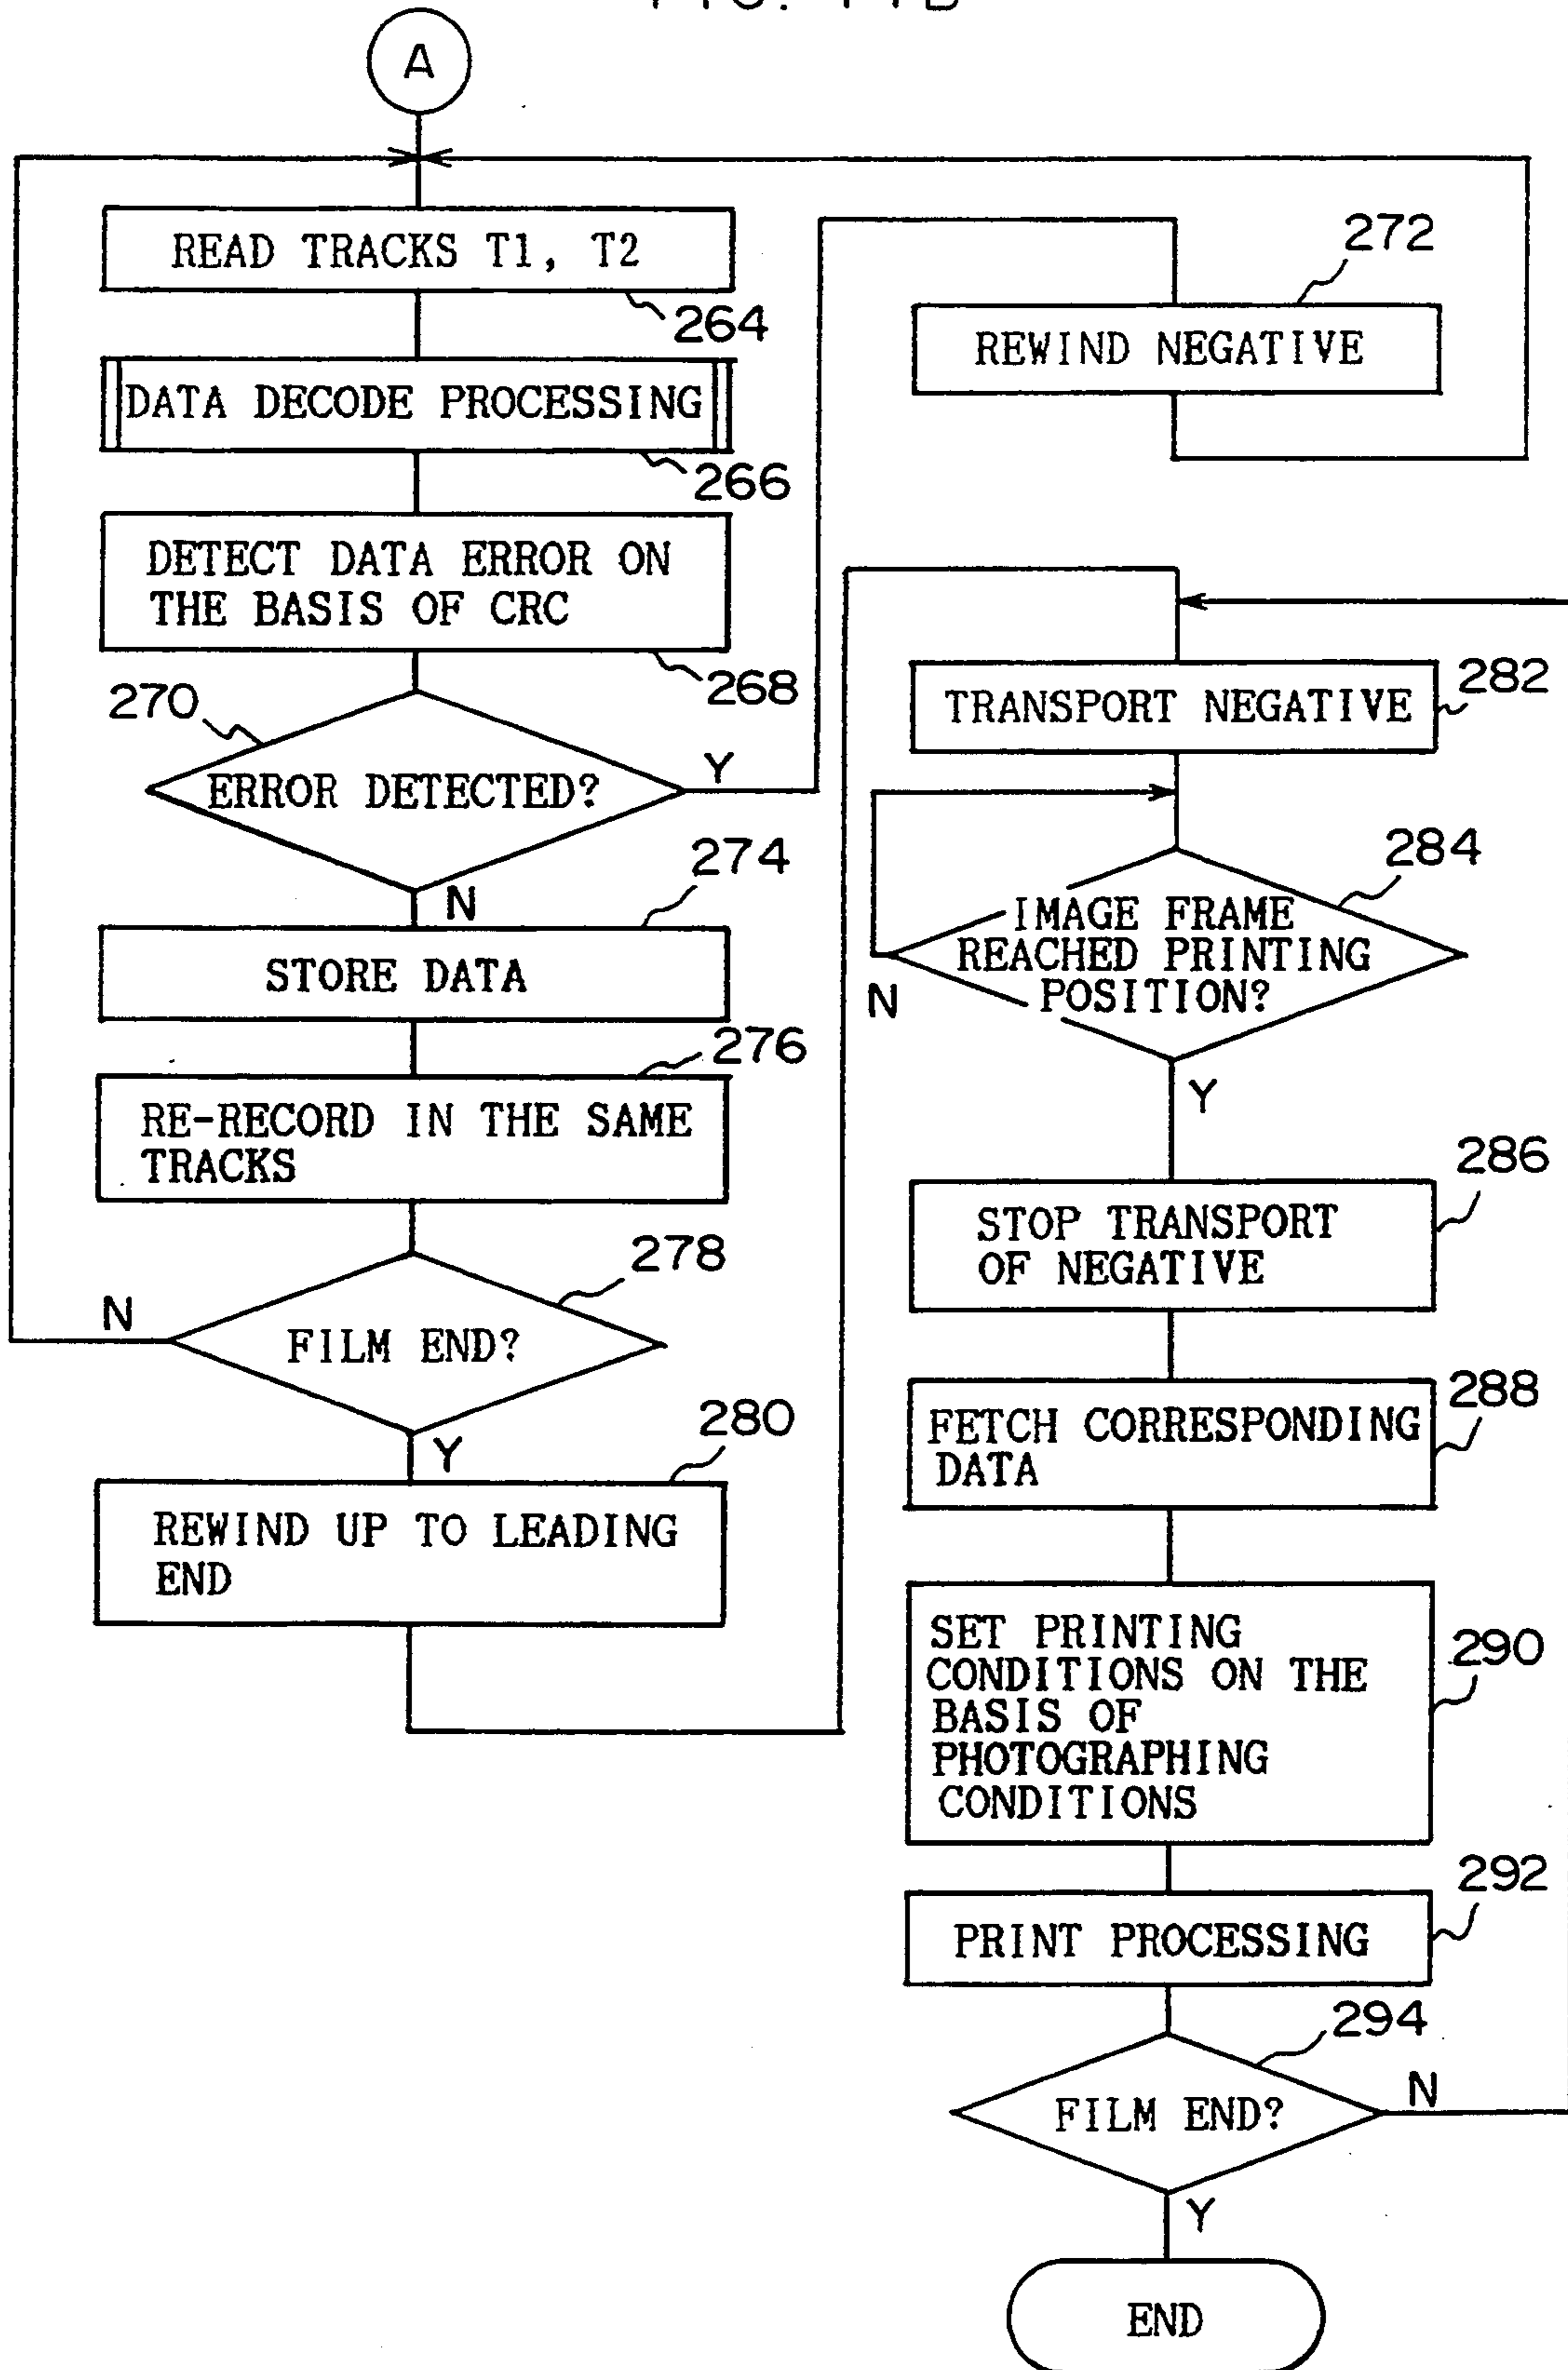 A
READ TRACKS T1, T2
264
DATA DECODE PROCESSING
266
DETECT DATA ERROR ON
THE BASIS OF CRC
268
270
ERROR DETECTED?
Y
N
272
REWIND NEGATIVE
274
STORE DATA
276
RE-RECORD IN THE SAME
TRACKS
278
FILM END?
N
Y
280
REWIND UP TO LEADING
END
282
TRANSPORT NEGATIVE
284
IMAGE FRAME
REACHED PRINTING
POSITION?
N
Y
286
STOP TRANSPORT
OF NEGATIVE
288
FETCH CORRESPONDING
DATA
290
SET PRINTING
CONDITIONS ON THE
BASIS OF
PHOTOGRAPHING
CONDITIONS
292
PRINT PROCESSING
294
FILM END?
N
Y
END